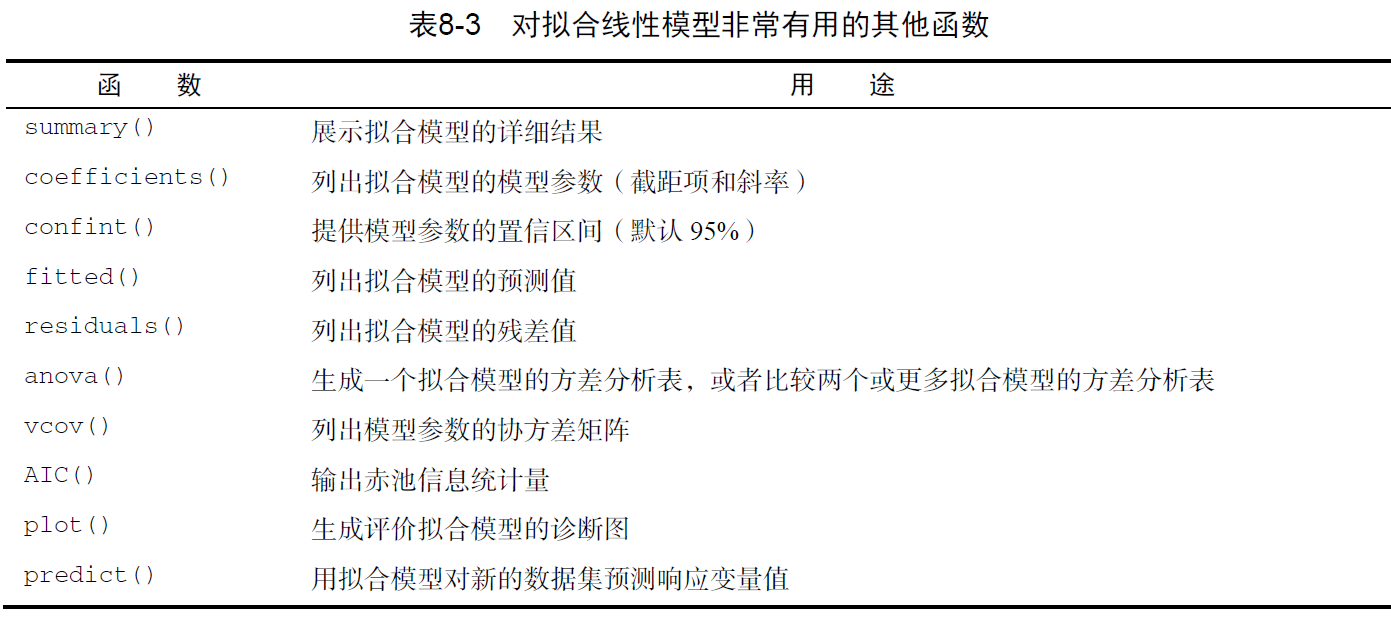 表8-3 对拟合线性模型非常有用的其他函数
函 数 用 途
summary() 展示拟合模型的详细结果
coefficients() 列出拟合模型的模型参数（截距项和斜率）
confint() 提供模型参数的置信区间（默认 95%）
fitted() 列出拟合模型的预测值
residuals() 列出拟合模型的残差值
anova() 生成一个拟合模型的方差分析表，或者比较两个或更多拟合模型的方差分析表
vcov() 列出模型参数的协方差矩阵
AIC() 输出赤池信息统计量
plot() 生成评价拟合模型的诊断图
predict() 用拟合模型对新的数据集预测响应变量值